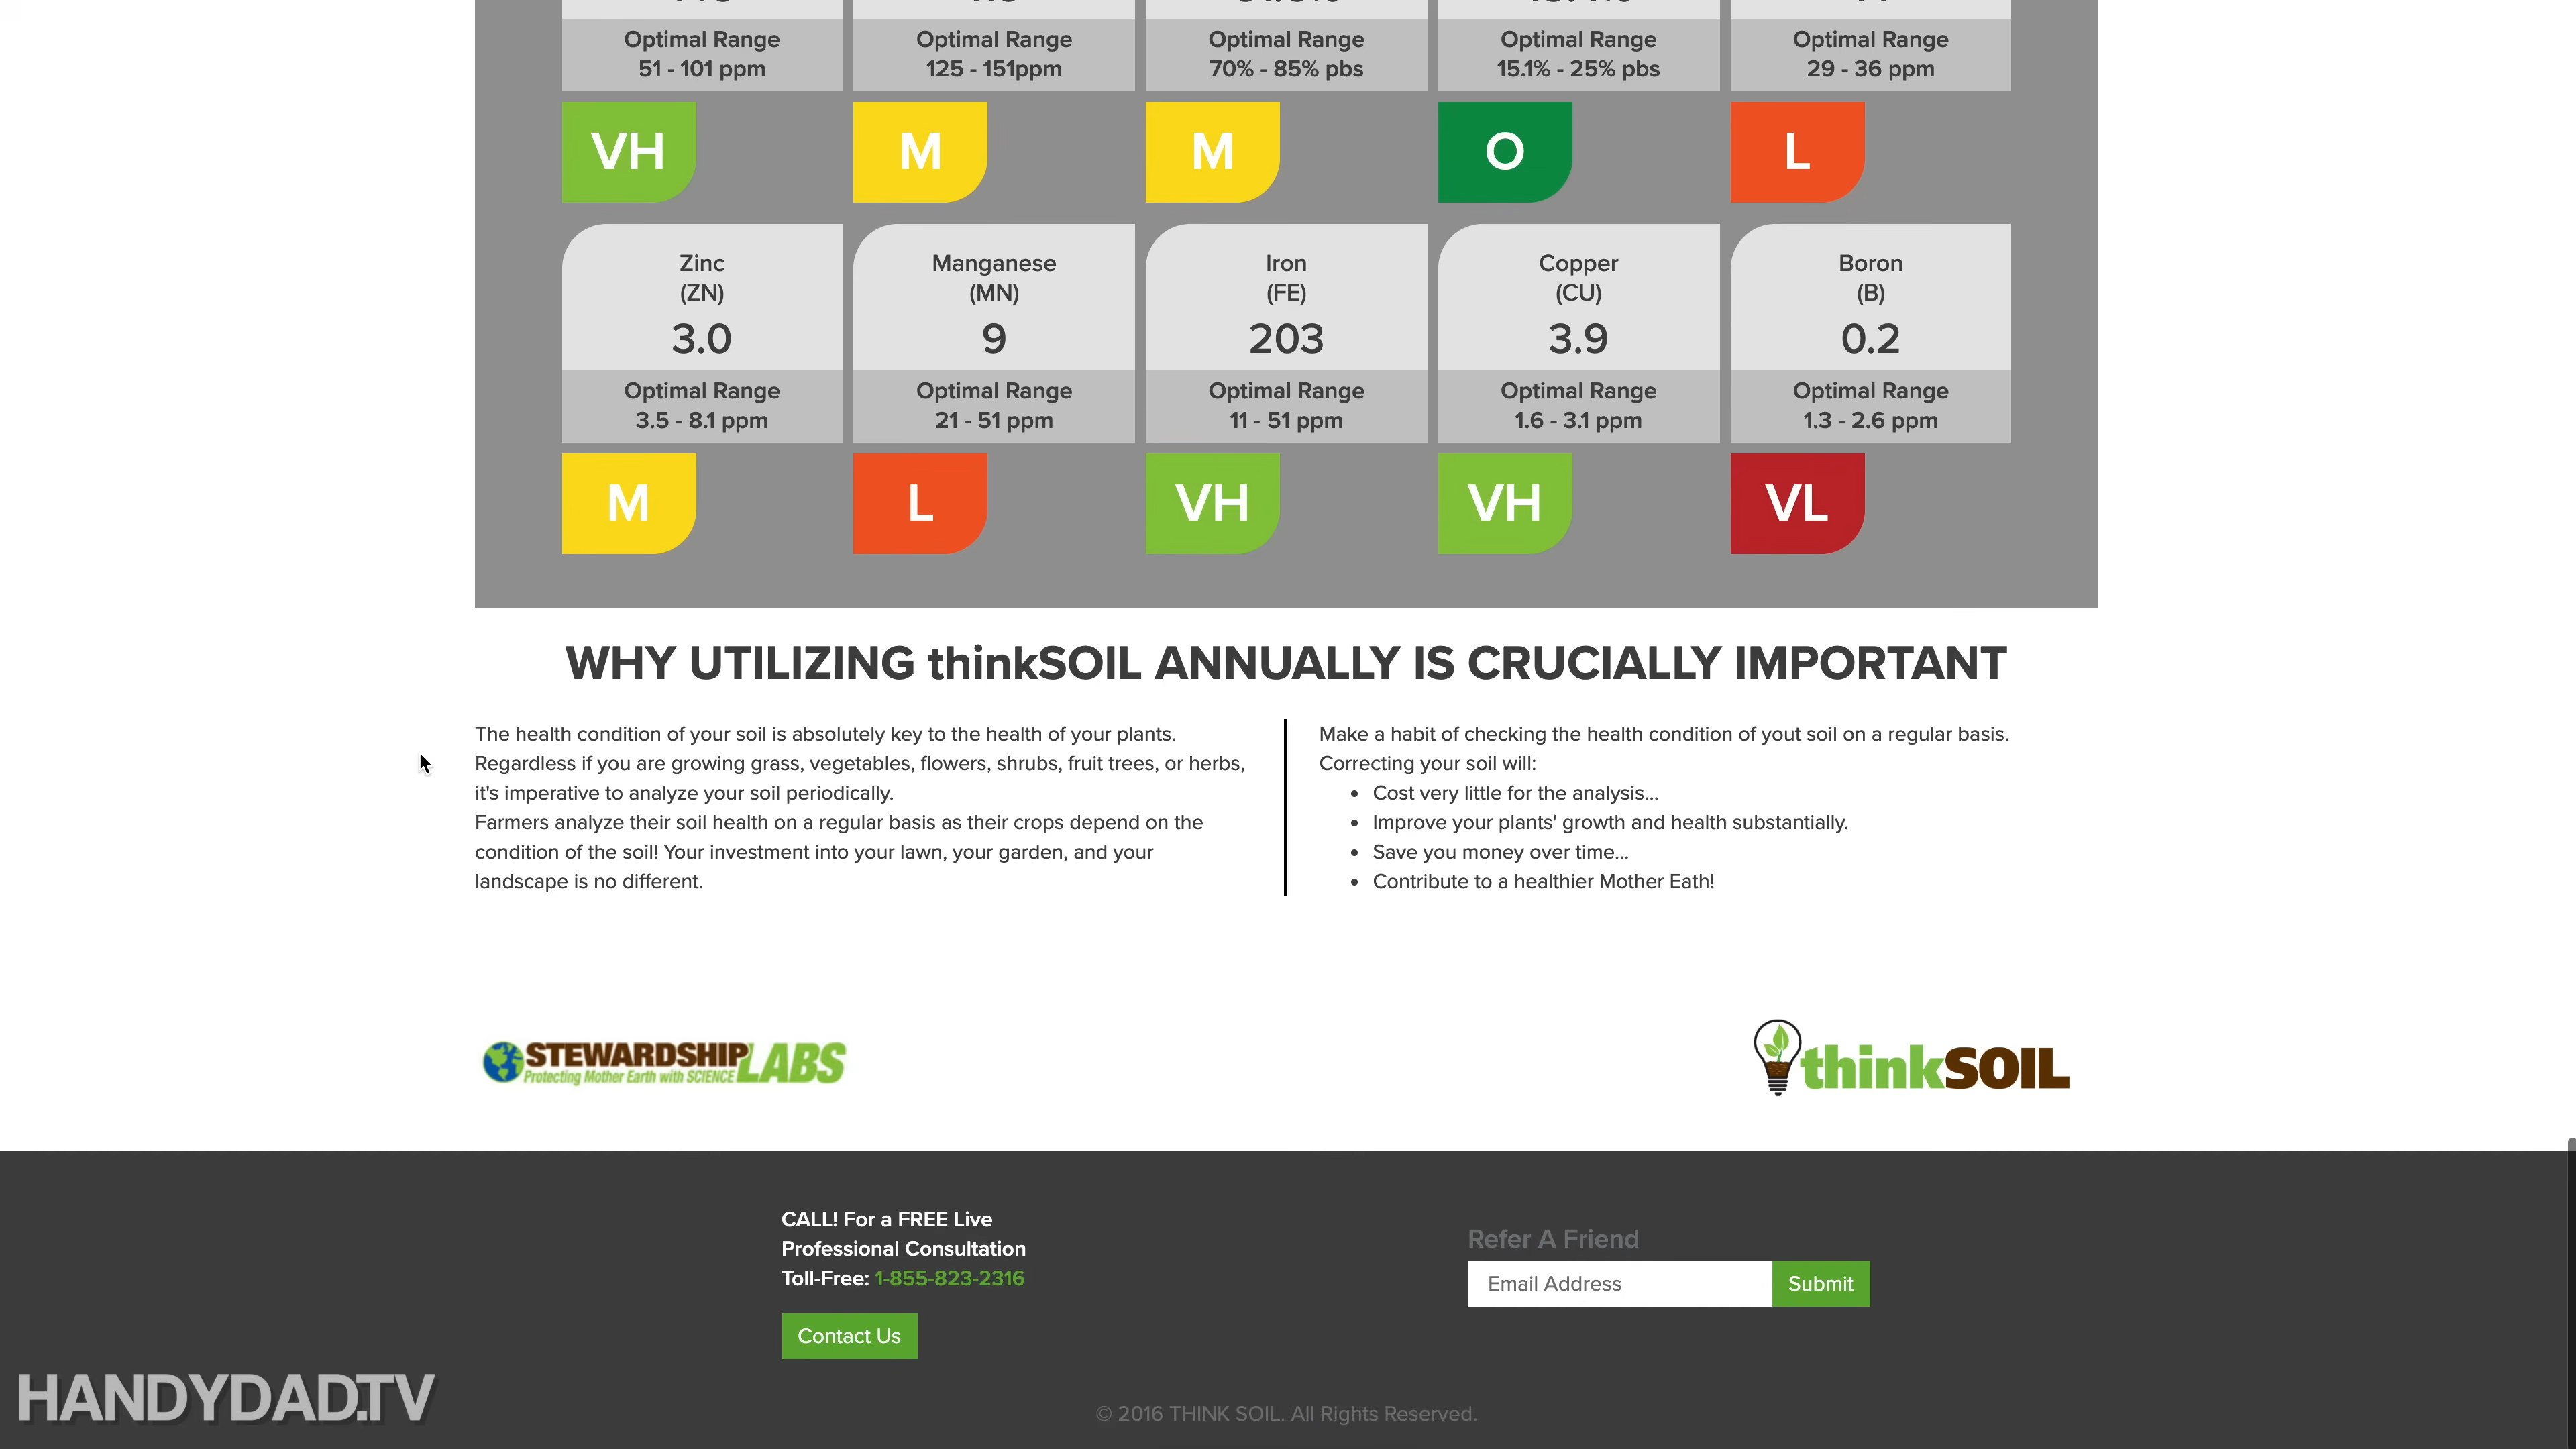 Optimal Range
51 - 101 ppm
Optimal Range
125 - 151ppm
Optimal Range
70% - 85% pbs
Optimal Range
15.1% - 25% pbs
Optimal Range
29 - 36 ppm
VH
M
M
O
L
Zinc
(ZN)
3.0
Optimal Range
3.5 - 8.1 ppm
Manganese
(MN)
9
Optimal Range
21 - 51 ppm
Iron
(FE)
203
Optimal Range
11 - 51 ppm
Copper
(CU)
3.9
Optimal Range
1.6 - 3.1 ppm
Boron
(B)
0.2
Optimal Range
1.3 - 2.6 ppm
M
L
VH
VH
VL
WHY UTILIZING thinkSOIL ANNUALLY IS CRUCIALLY IMPORTANT
The health condition of your soil is absolutely key to the health of your plants.
Regardless if you are growing grass, vegetables, flowers, shrubs, fruit trees, or herbs,
it's imperative to analyze your soil periodically.
Farmers analyze their soil health on a regular basis as their crops depend on the
condition of the soil! Your investment into your lawn, your garden, and your
landscape is no different.
Make a habit of checking the health condition of yout soil on a regular basis.
Correcting your soil will:
• Cost very little for the analysis...
• Improve your plants' growth and health substantially.
• Save you money over time...
• Contribute to a healthier Mother Eath!
STEWARDSHIP LABS
Protecting Mother Earth with SCIENCE
thinkSOIL
CALL! For a FREE Live
Professional Consultation
Toll-Free: 1-855-823-2316
Contact Us
Refer A Friend
Email Address
Submit
HANDYDAD.TV
© 2016 THINK SOIL. All Rights Reserved.